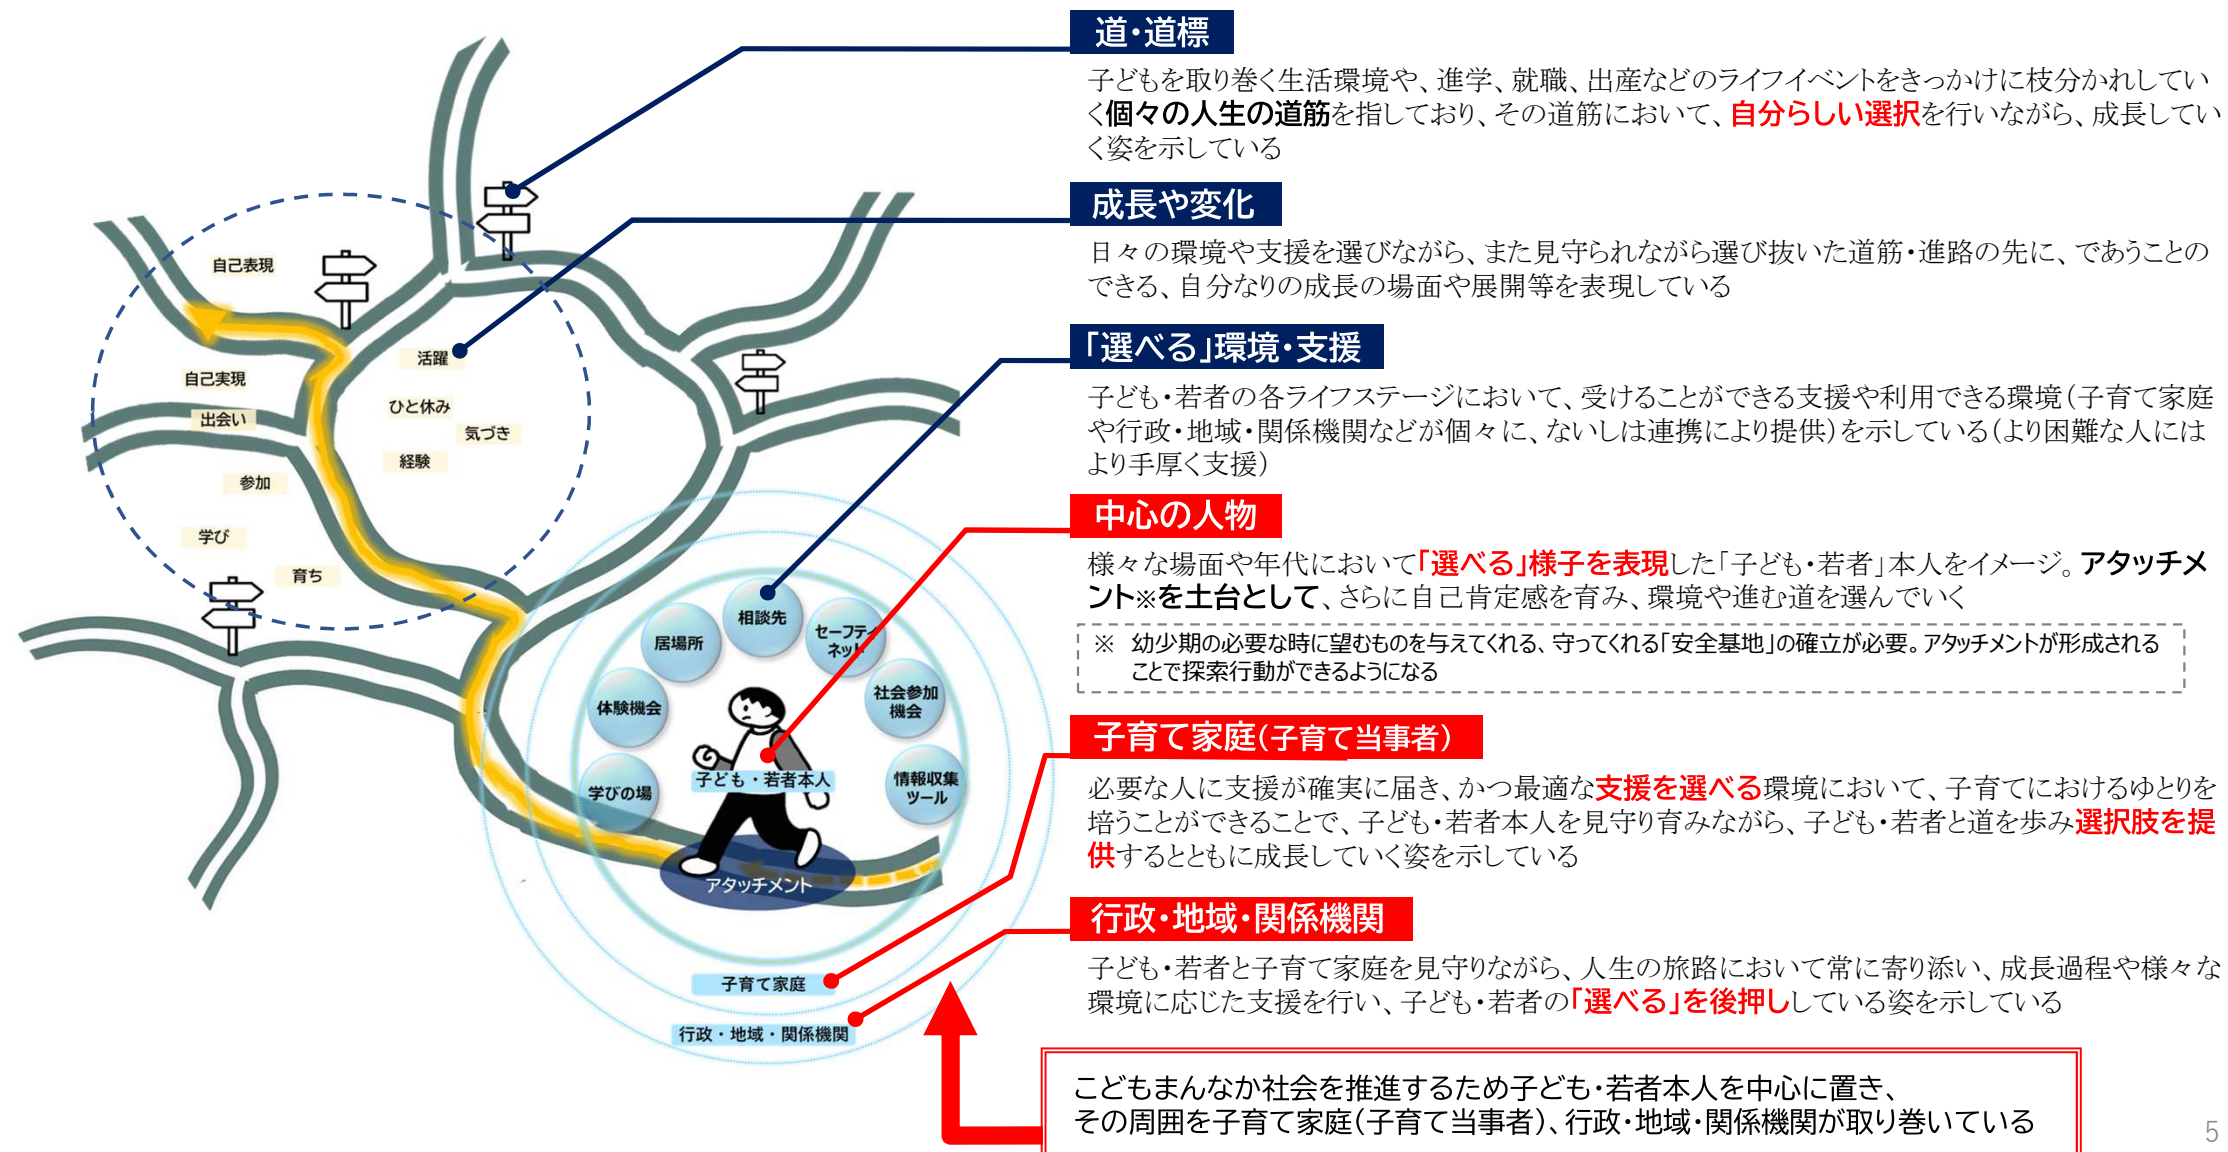 道・道標
子どもを取り巻く生活環境や、進学、就職、出産などのライフイベントをきっかけに枝分かれしてい
く個々の人生の道筋を指しており、その道筋において、自分らしい選択を行いながら、成長してい
く姿を示している
成長や変化
日々の環境や支援を選びながら、また見守られながら選び抜いた道筋・進路の先に、であうことの
できる、自分なりの成長の場面や展開等を表現している
「選べる」環境・支援
子ども・若者の各ライフステージにおいて、受けることができる支援や利用できる環境(子育て家庭
や行政・地域・関係機関などが個々に、ないしは連携により提供)を示している(より困難な人には
より手厚く支援)
中心の人物
様々な場面や年代において「選べる」様子を表現した「子ども・若者」本人をイメージ。アタッチメ
ント※を土台として、さらに自己肯定感を育み、環境や進む道を選んでいく
※ 幼少期の必要な時に望むものを与えてくれる、守ってくれる「安全基地」の確立が必要。アタッチメントが形成される
ことで探索行動ができるようになる
子育て家庭(子育て当事者)
必要な人に支援が確実に届き、かつ最適な支援を選べる環境において、子育てにおけるゆとりを
培うことができることで、子ども・若者本人を見守り育みながら、子ども・若者と道を歩み選択肢を提
供するとともに成長していく姿を示している
行政・地域・関係機関
子ども・若者と子育て家庭を見守りながら、人生の旅路において常に寄り添い、成長過程や様々な
環境に応じた支援を行い、子ども・若者の「選べる」を後押ししている姿を示している
こどもまんなか社会を推進するため子ども・若者本人を中心に置き、
その周囲を子育て家庭(子育て当事者)、行政・地域・関係機関が取り巻いている
自己表現
活躍
自己実現
ひと休み
出会い
気づき
経験
参加
学び
育ち
相談先
居場所
セーフティ
ネット
体験機会
社会参加
機会
学びの場
情報収集
ツール
子ども・若者本人
アタッチメント
子育て家庭
行政・地域・関係機関
5